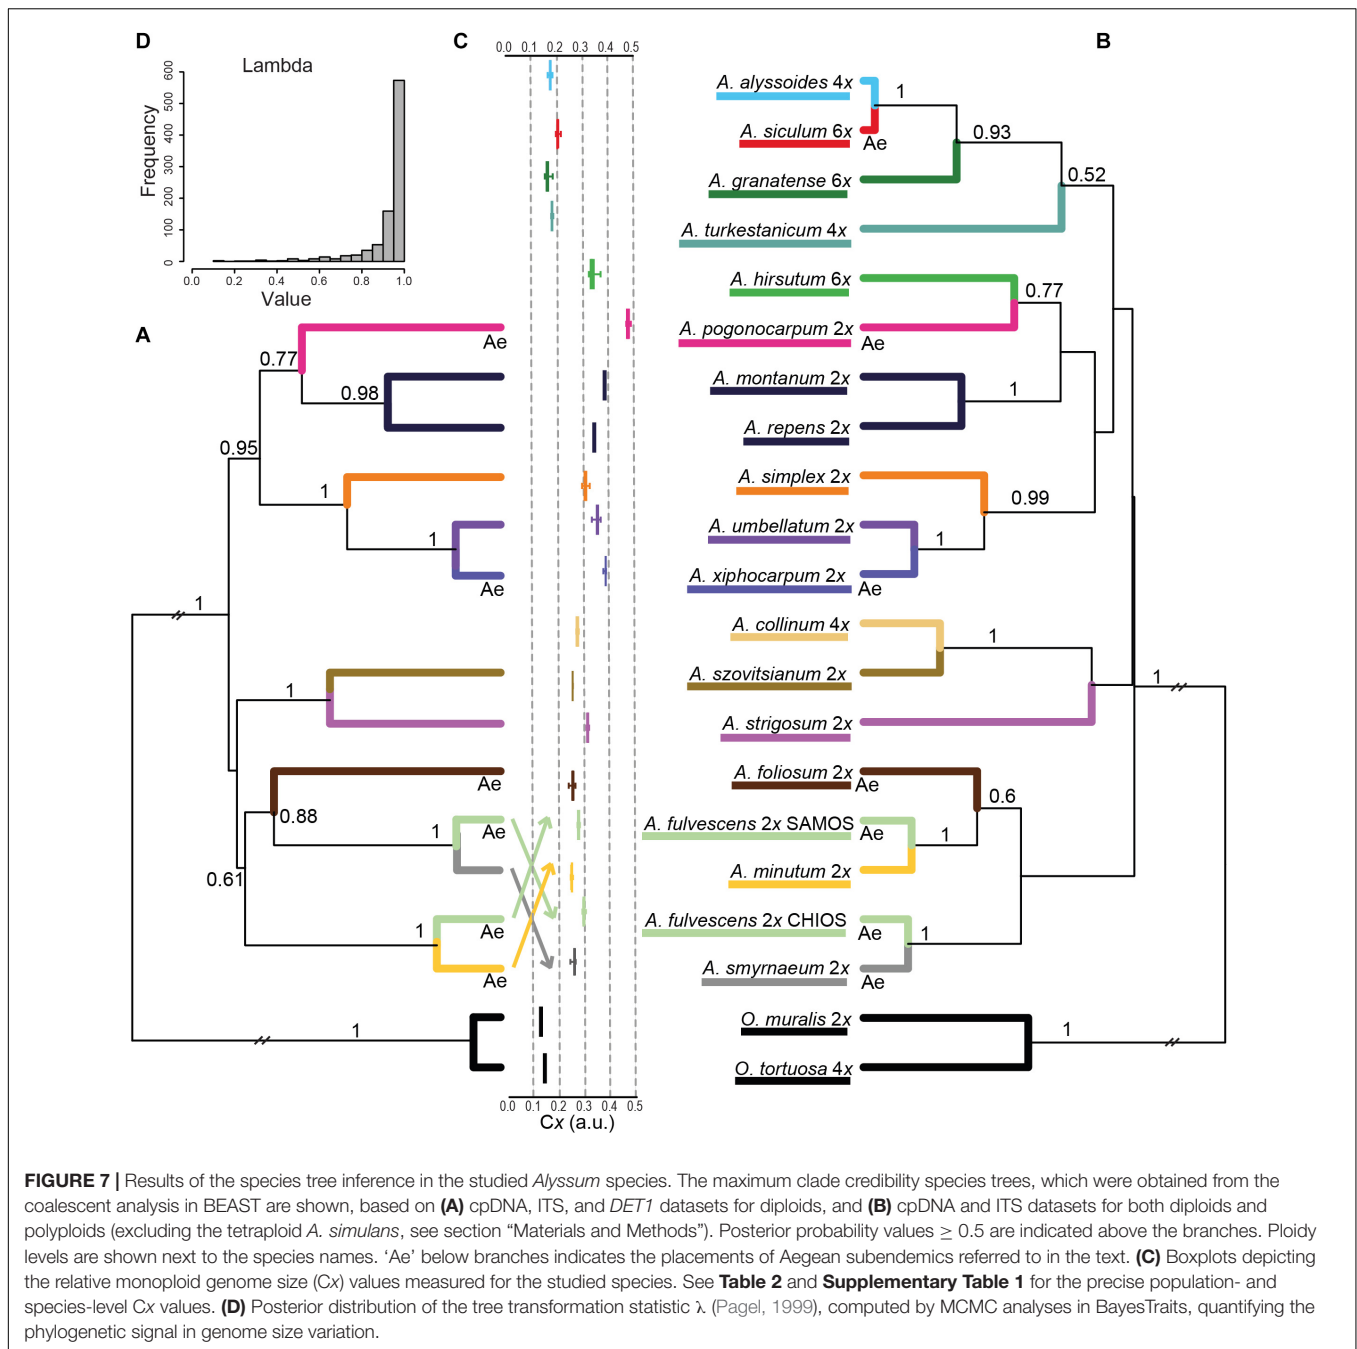 D
Lambda
Frequency
0 100 200 300 400 500 600
0.0 0.2 0.4 0.6 0.8 1.0
Value
C
0.0 0.1 0.2 0.3 0.4 0.5
B
A. alyssoides 4x
A. siculum 6x
Ae
A. granatense 6x
A. turkestanicum 4x
A. hirsutum 6x
A. pogonocarpum 2x
Ae
A. montanum 2x
A. repens 2x
A. simplex 2x
A. umbellatum 2x
A. xiphocarpum 2x
Ae
A. collinum 4x
A. szovitsianum 2x
A. strigosum 2x
A. foliosum 2x
Ae
A. fulvescens 2x SAMOS
Ae
A. minutum 2x
A. fulvescens 2x CHIOS
Ae
A. smyrnaeum 2x
Ae
O. muralis 2x
O. tortuosa 4x
1
0.93
0.52
0.77
1
0.99
1
1
1
0.6
1
1
1
A
0.77
Ae
0.98
0.95
1
1
Ae
1
1
Ae
0.88
1
Ae
0.61
1
Ae
Ae
1
0.0 0.1 0.2 0.3 0.4 0.5
Cx (a.u.)
FIGURE 7 | Results of the species tree inference in the studied Alyssum species. The maximum clade credibility species trees, which were obtained from the
coalescent analysis in BEAST are shown, based on (A) cpDNA, ITS, and DET1 datasets for diploids, and (B) cpDNA and ITS datasets for both diploids and
polyploids (excluding the tetraploid A. simulans, see section “Materials and Methods”). Posterior probability values ≥ 0.5 are indicated above the branches. Ploidy
levels are shown next to the species names. ‘Ae’ below branches indicates the placements of Aegean subendemics referred to in the text. (C) Boxplots depicting
the relative monoploid genome size (Cx) values measured for the studied species. See Table 2 and Supplementary Table 1 for the precise population- and
species-level Cx values. (D) Posterior distribution of the tree transformation statistic λ (Pagel, 1999), computed by MCMC analyses in BayesTraits, quantifying the
phylogenetic signal in genome size variation.